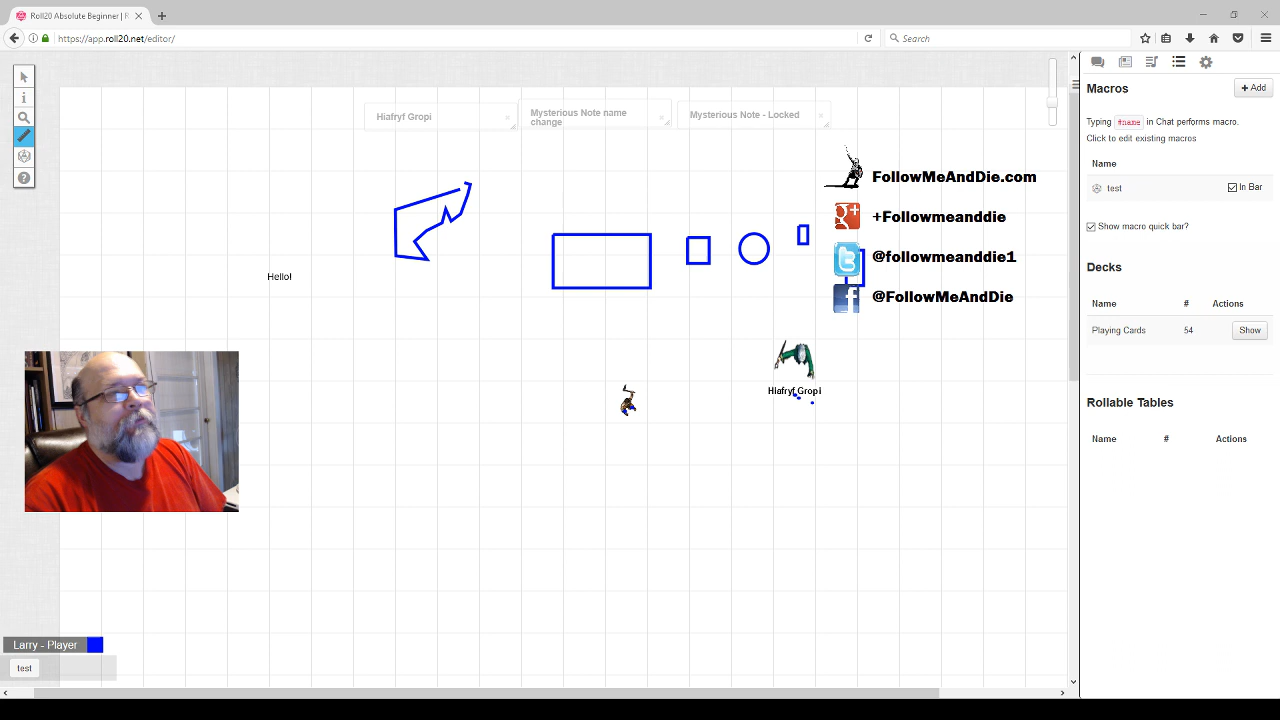 Roll20 Absolute Beginner | R
https://app.roll20.net/editor/
Search
Hiafryf Gropi
Mysterious Note name
change
Mysterious Note - Locked
FollowMeAndDie.com
+Followmeanddie
@followmeanddie1
@FollowMeAndDie
Hello!
Hiafryf Gropi
Larry - Player
test
Macros
+ Add
Typing #name in Chat performs macro.
Click to edit existing macros
Name
test In Bar
Show macro quick bar?
Decks
Name # Actions
Playing Cards 54 Show
Rollable Tables
Name # Actions